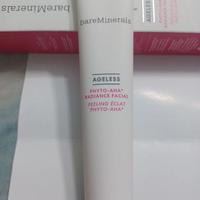 bareMinerals
bareMinerals
AGELESS
PHYTO-AHA*
RADIANCE FACIAL
PEELING ÉCLAT
PHYTO-AHA*